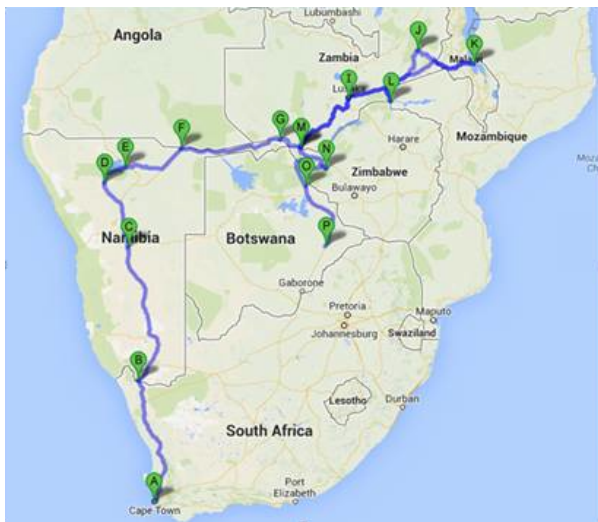 Lubumbashi
Angola
J
K
Zambia
Malawi
I
L
Lusaka
G
M
F
Harare
Mozambique
E
D
N
O
Zimbabwe
Bulawayo
C
P
Namibia
Botswana
Gaborone
Pretoria
Maputo
Johannesburg
Swaziland
B
Lesotho
Durban
South Africa
A
Port
Elizabeth
Cape Town